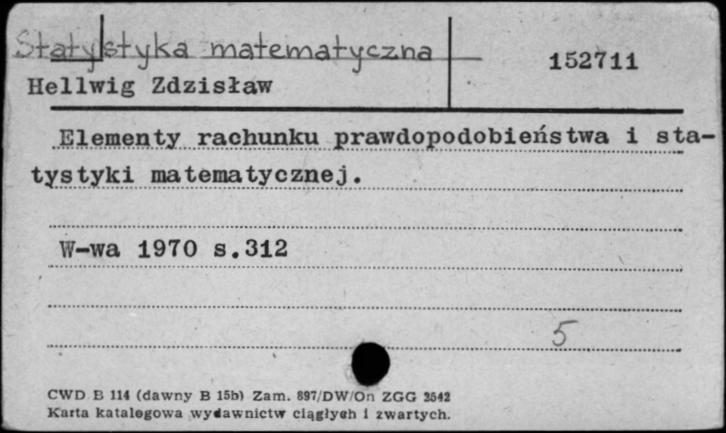 Statystyka matematyczna
152711
Hellwig Zdzisław
Elementy rachunku prawdopodobieństwa i sta-
tystyki matematycznej.
W-wa 1970 s.312
5
CWD B 114 (dawny B 15b) Zam. 897/DW/On ZGG 2542
Karta katalogowa wydawnictw ciągłych i zwartych.